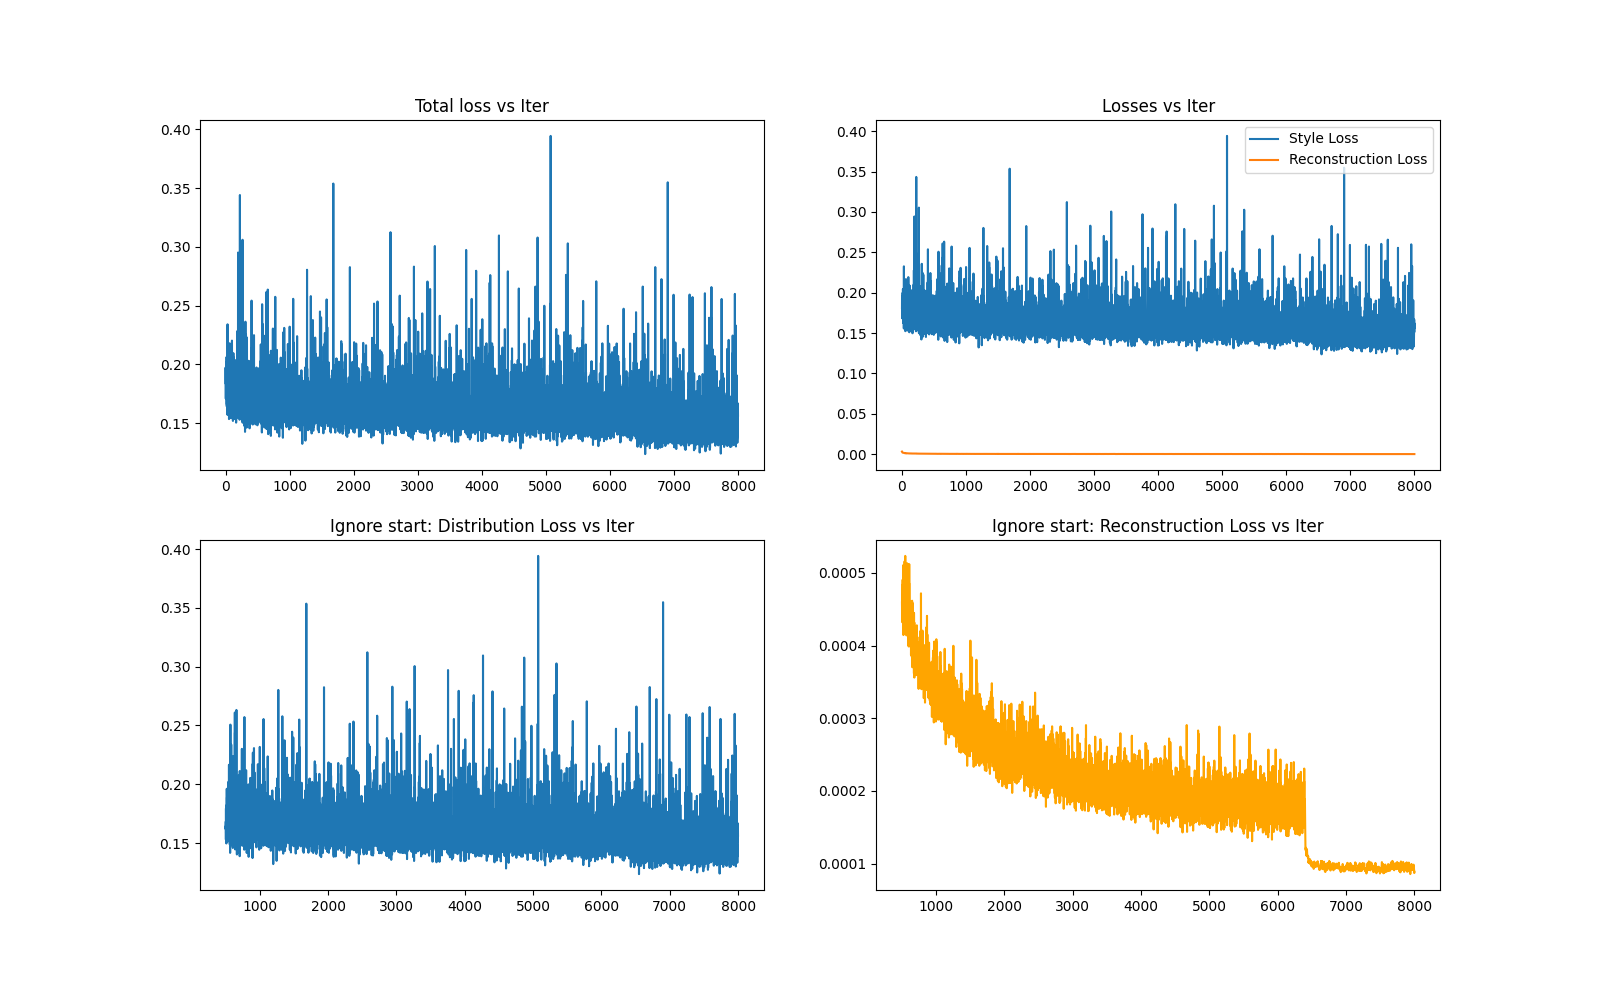 Total loss vs Iter
0.40
0.35
0.30
0.25
0.20
0.15
0 1000 2000 3000 4000 5000 6000 7000 8000
Losses vs Iter
Style Loss
Reconstruction Loss
0.40
0.35
0.30
0.25
0.20
0.15
0.10
0.05
0.00
0 1000 2000 3000 4000 5000 6000 7000 8000
Ignore start: Distribution Loss vs Iter
0.40
0.35
0.30
0.25
0.20
0.15
1000 2000 3000 4000 5000 6000 7000 8000
Ignore start: Reconstruction Loss vs Iter
0.0005
0.0004
0.0003
0.0002
0.0001
1000 2000 3000 4000 5000 6000 7000 8000